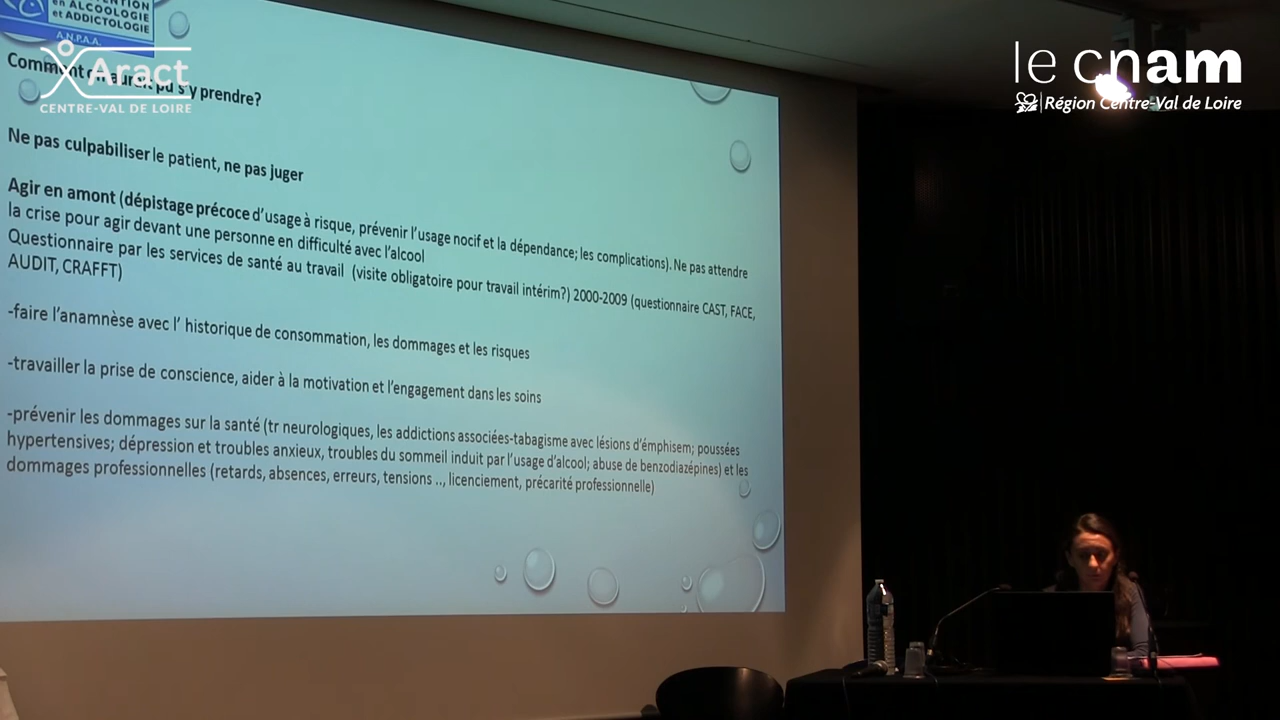 en ALCOOLOGIE
et ADDICTOLOGIE
A.N.P.A.A.
Aract
CENTRE-VAL DE LOIRE
le cnam
Région Centre-Val de Loire
Comment on aurait pu s'y prendre?
Ne pas culpabiliser le patient, ne pas juger
Agir en amont (dépistage précoce d'usage à risque, prévenir l'usage nocif et la dépendance; les complications). Ne pas attendre
la crise pour agir devant une personne en difficulté avec l'alcool
Questionnaire par les services de santé au travail (visite obligatoire pour travail intérim?) 2000-2009 (questionnaire CAST, FACE,
AUDIT, CRAFFT)
-faire l'anamnèse avec l' historique de consommation, les dommages et les risques
-travailler la prise de conscience, aider à la motivation et l'engagement dans les soins
-prévenir les dommages sur la santé (tr neurologiques, les addictions associées-tabagisme avec lésions d'émphisem; poussées
hypertensives; dépression et troubles anxieux, troubles du sommeil induit par l'usage d'alcool; abuse de benzodiazépines) et les
dommages professionnelles (retards, absences, erreurs, tensions .., licenciement, précarité professionnelle)